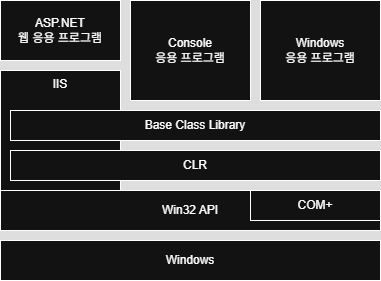 ASP.NET
웹 응용 프로그램
Console
응용 프로그램
Windows
응용 프로그램
IIS
Base Class Library
CLR
Win32 API
COM+
Windows